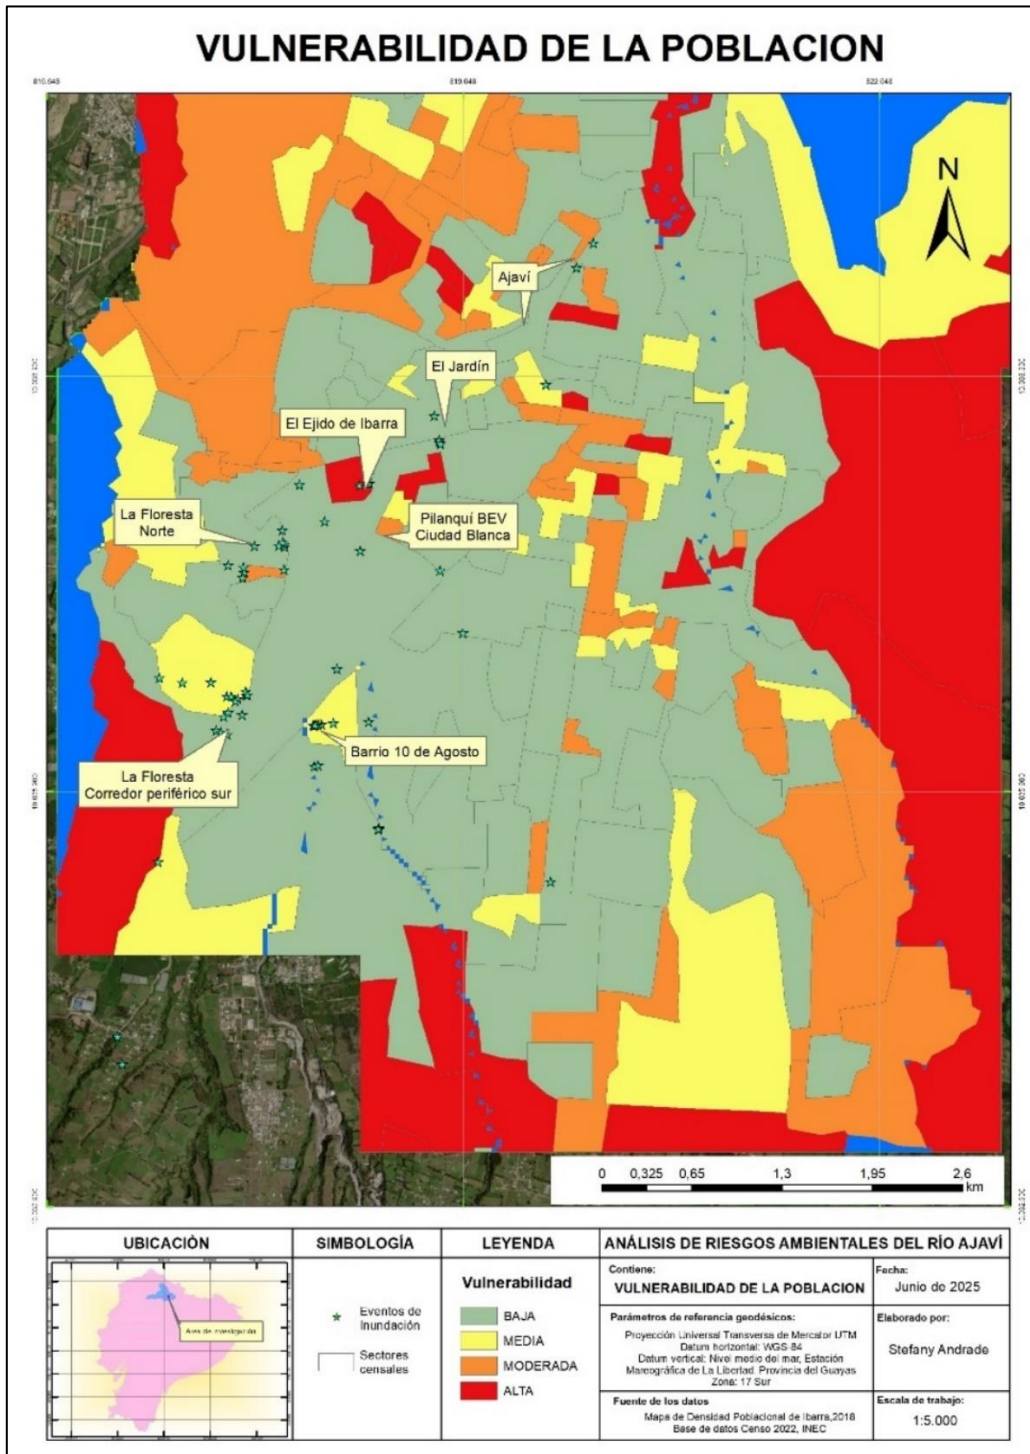 VULNERABILIDAD DE LA POBLACION
819.648
822.648
N
Ajaví
El Jardín
El Ejido de Ibarra
La Floresta
Norte
Pilanquí BEV
Ciudad Blanca
Barrio 10 de Agosto
La Floresta
Corredor periférico sur
0 0,325 0,65 1,3 1,95 2,6
km
UBICACIÒN
SIMBOLOGÍA
Eventos de
Inundación
Sectores
censales
LEYENDA
Vulnerabilidad
BAJA
MEDIA
MODERADA
ALTA
ANÁLISIS DE RIESGOS AMBIENTALES DEL RÍO AJAVÍ
Contiene:
VULNERABILIDAD DE LA POBLACION
Fecha:
Junio de 2025
Parámetros de referencia geodésicos:
Proyección Universal Transversa de Mercator UTM
Datum horizontal: WGS-84
Datum vertical: Nivel medio del mar, Estación
Mareográfica de La Libertad. Provincia del Guayas
Zona: 17 Sur
Elaborado por:
Stefany Andrade
Fuente de los datos
Mapa de Densidad Poblacional de Ibarra,2018
Base de datos Censo 2022, INEC
Escala de trabajo:
1:5.000